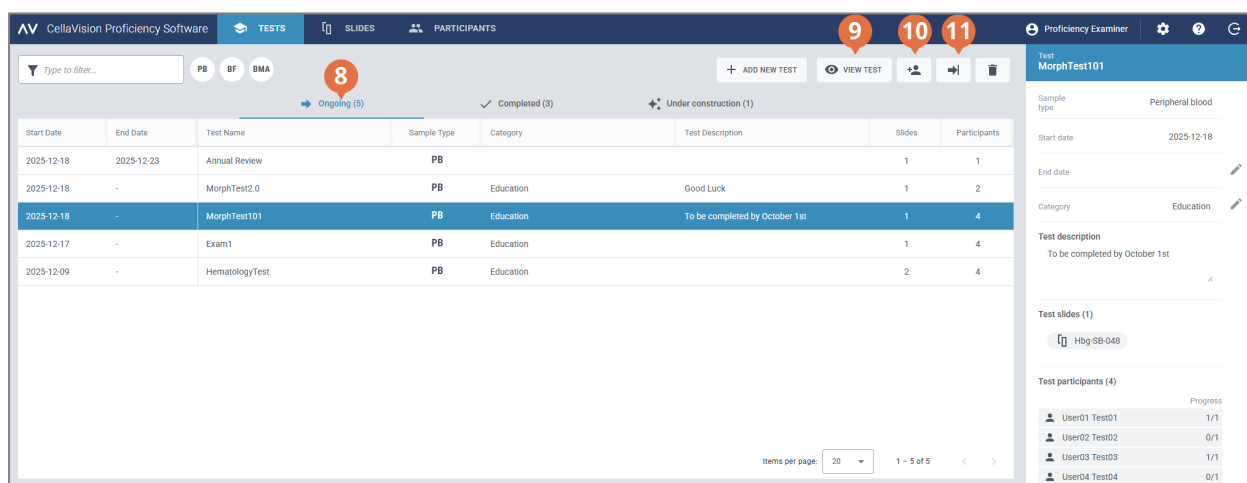 CellaVision Proficiency Software TESTS SLIDES PARTICIPANTS 9 10 11 Proficiency Examiner
Type to filter... PB BF BMA 8 ADD NEW TEST VIEW TEST
Ongoing (5) Completed (3) Under construction (1)
Start Date End Date Test Name Sample Type Category Test Description Slides Participants
2025-12-18 2025-12-23 Annual Review PB 1 1
2025-12-18 - MorphTest2.0 PB Education Good Luck 1 2
2025-12-18 - MorphTest101 PB Education To be completed by October 1st 1 4
2025-12-17 - Exam1 PB Education 1 4
2025-12-09 - HematologyTest PB Education 2 4
Items per page: 20 1 – 5 of 5
Test
MorphTest101
Sample type Peripheral blood
Start date 2025-12-18
End date
Category Education
Test description
To be completed by October 1st
Test slides (1)
Hbg-SB-048
Test participants (4)
Progress
User01 Test01 1/1
User02 Test02 0/1
User03 Test03 1/1
User04 Test04 0/1